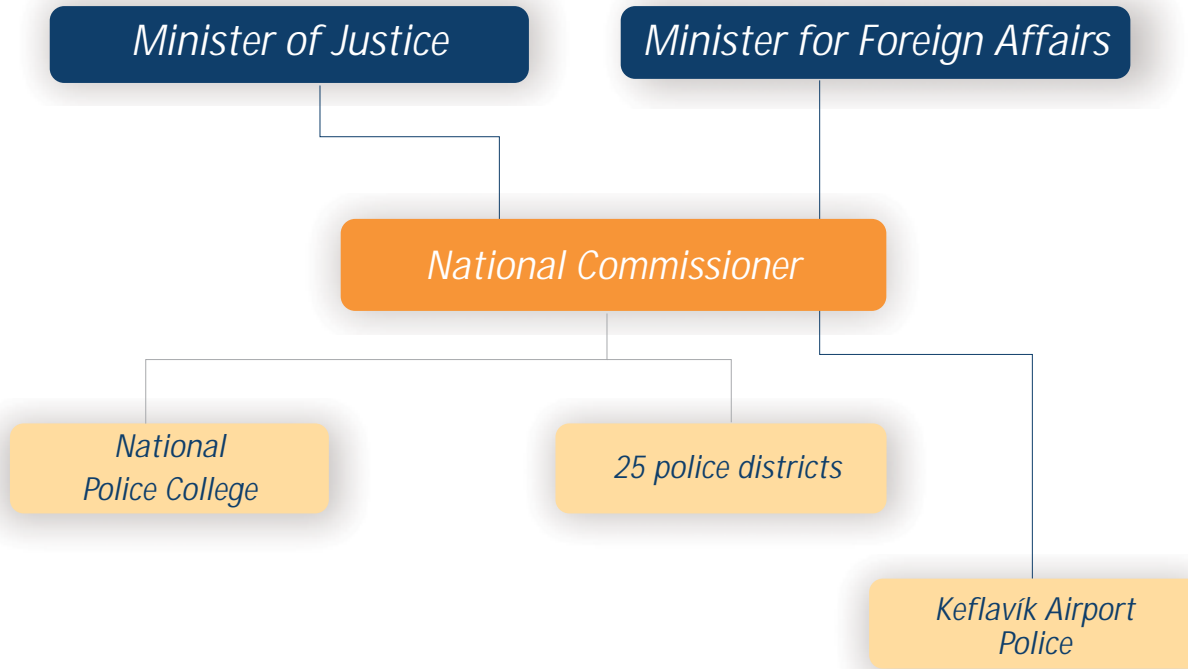 Minister of Justice
Minister for Foreign Affairs
National Commissioner
National
Police College
25 police districts
Keflavík Airport
Police